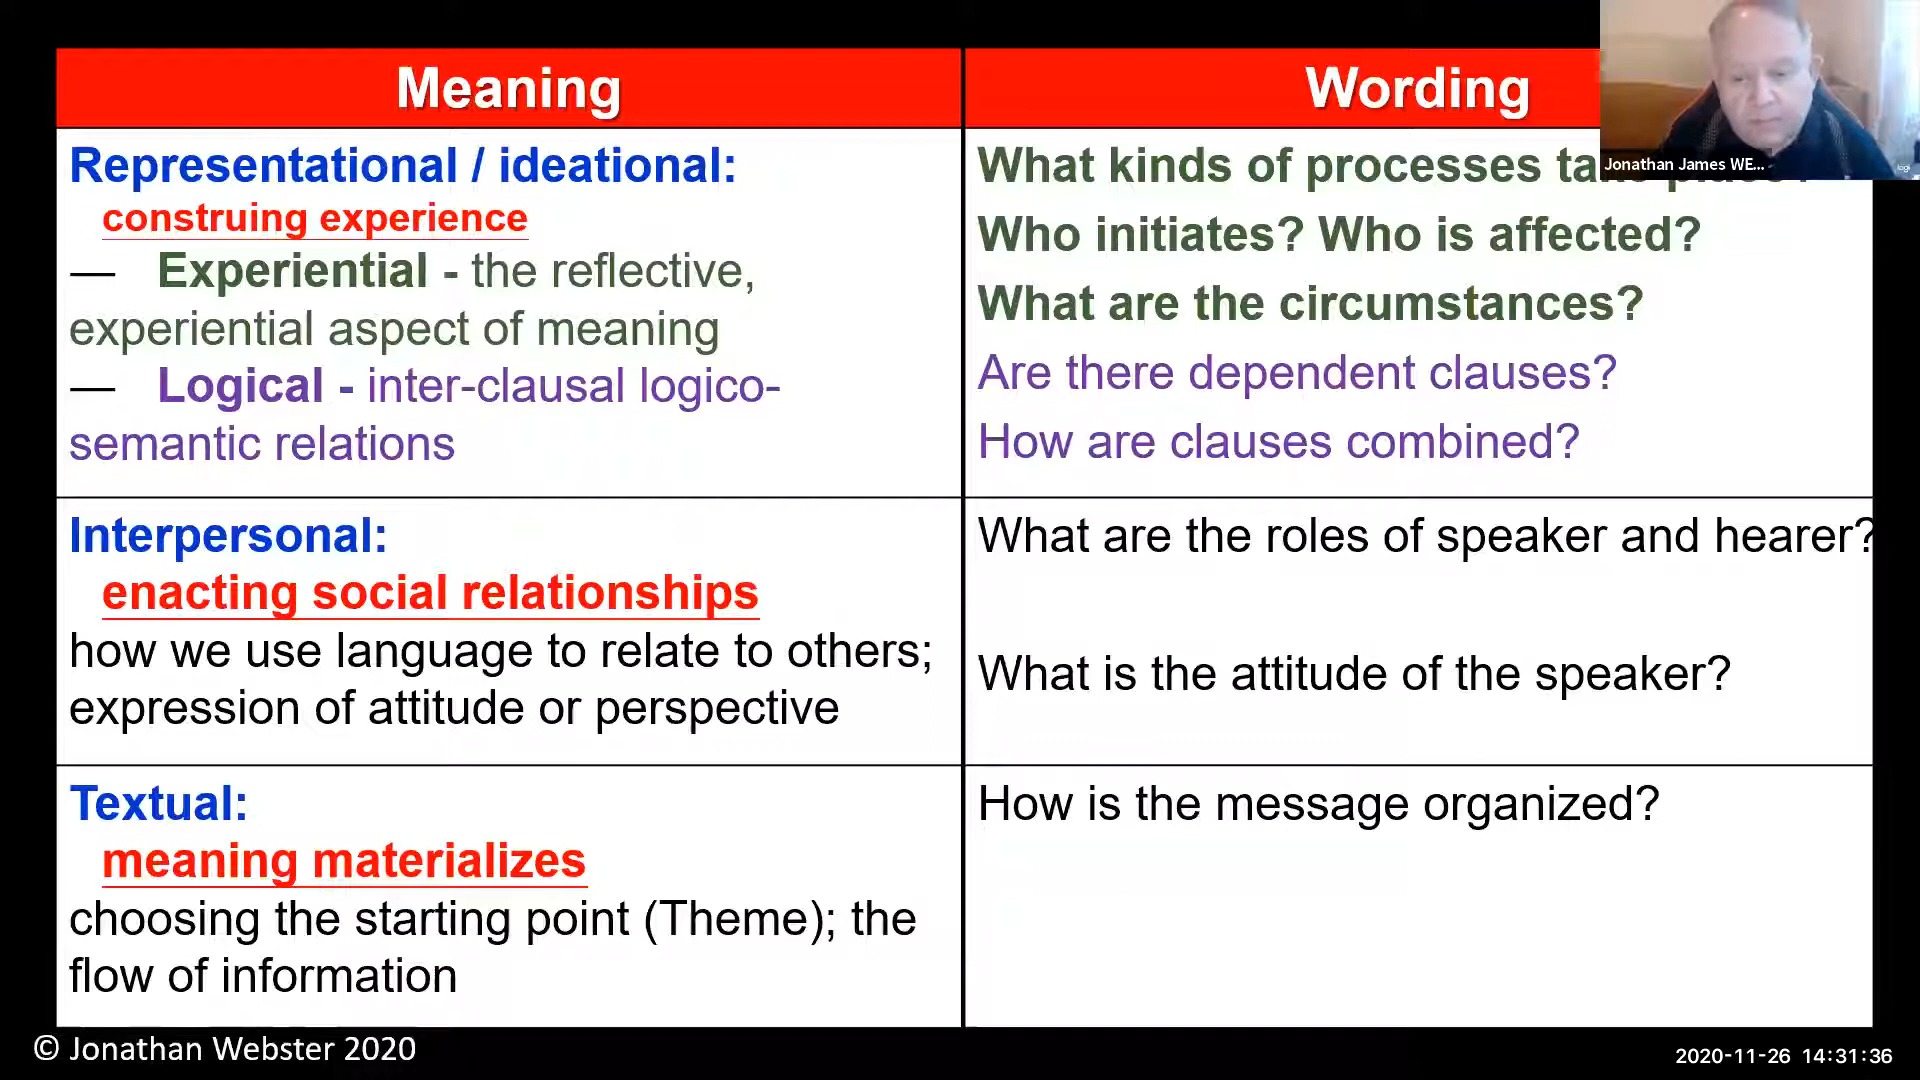 Meaning
Wording
Representational / ideational:
construing experience
— Experiential - the reflective,
experiential aspect of meaning
— Logical - inter-clausal logico-
semantic relations
What kinds of processes
Who initiates? Who is affected?
What are the circumstances?
Are there dependent clauses?
How are clauses combined?
Interpersonal:
enacting social relationships
how we use language to relate to others;
expression of attitude or perspective
What are the roles of speaker and hearer?
What is the attitude of the speaker?
Textual:
meaning materializes
choosing the starting point (Theme); the
flow of information
How is the message organized?
Jonathan James WE...
logi
© Jonathan Webster 2020
2020-11-26 14:31:36